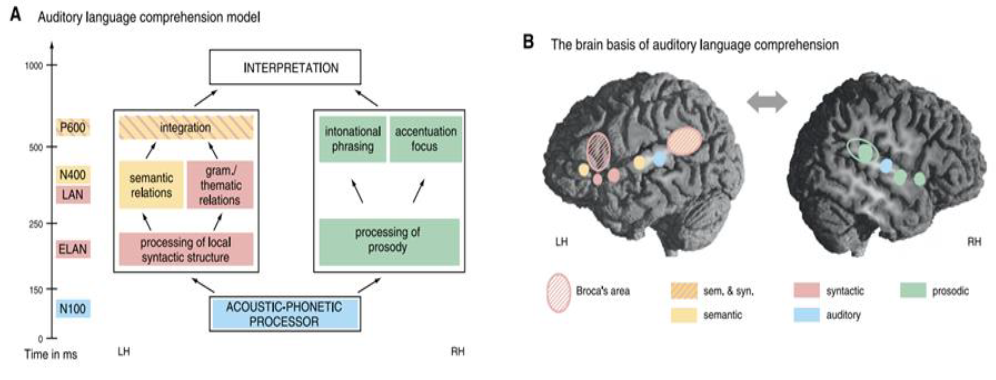 A Auditory language comprehension model
1000
P600
500
N400
LAN
250
ELAN
150
N100
0
Time in ms
INTERPRETATION
integration
semantic
relations
gram./
thematic
relations
processing of local
syntactic structure
intonational
phrasing
accentuation
focus
processing of
prosody
ACOUSTIC-PHONETIC
PROCESSOR
LH
RH
B The brain basis of auditory language comprehension
LH
RH
Broca's area
sem. & syn.
semantic
syntactic
auditory
prosodic